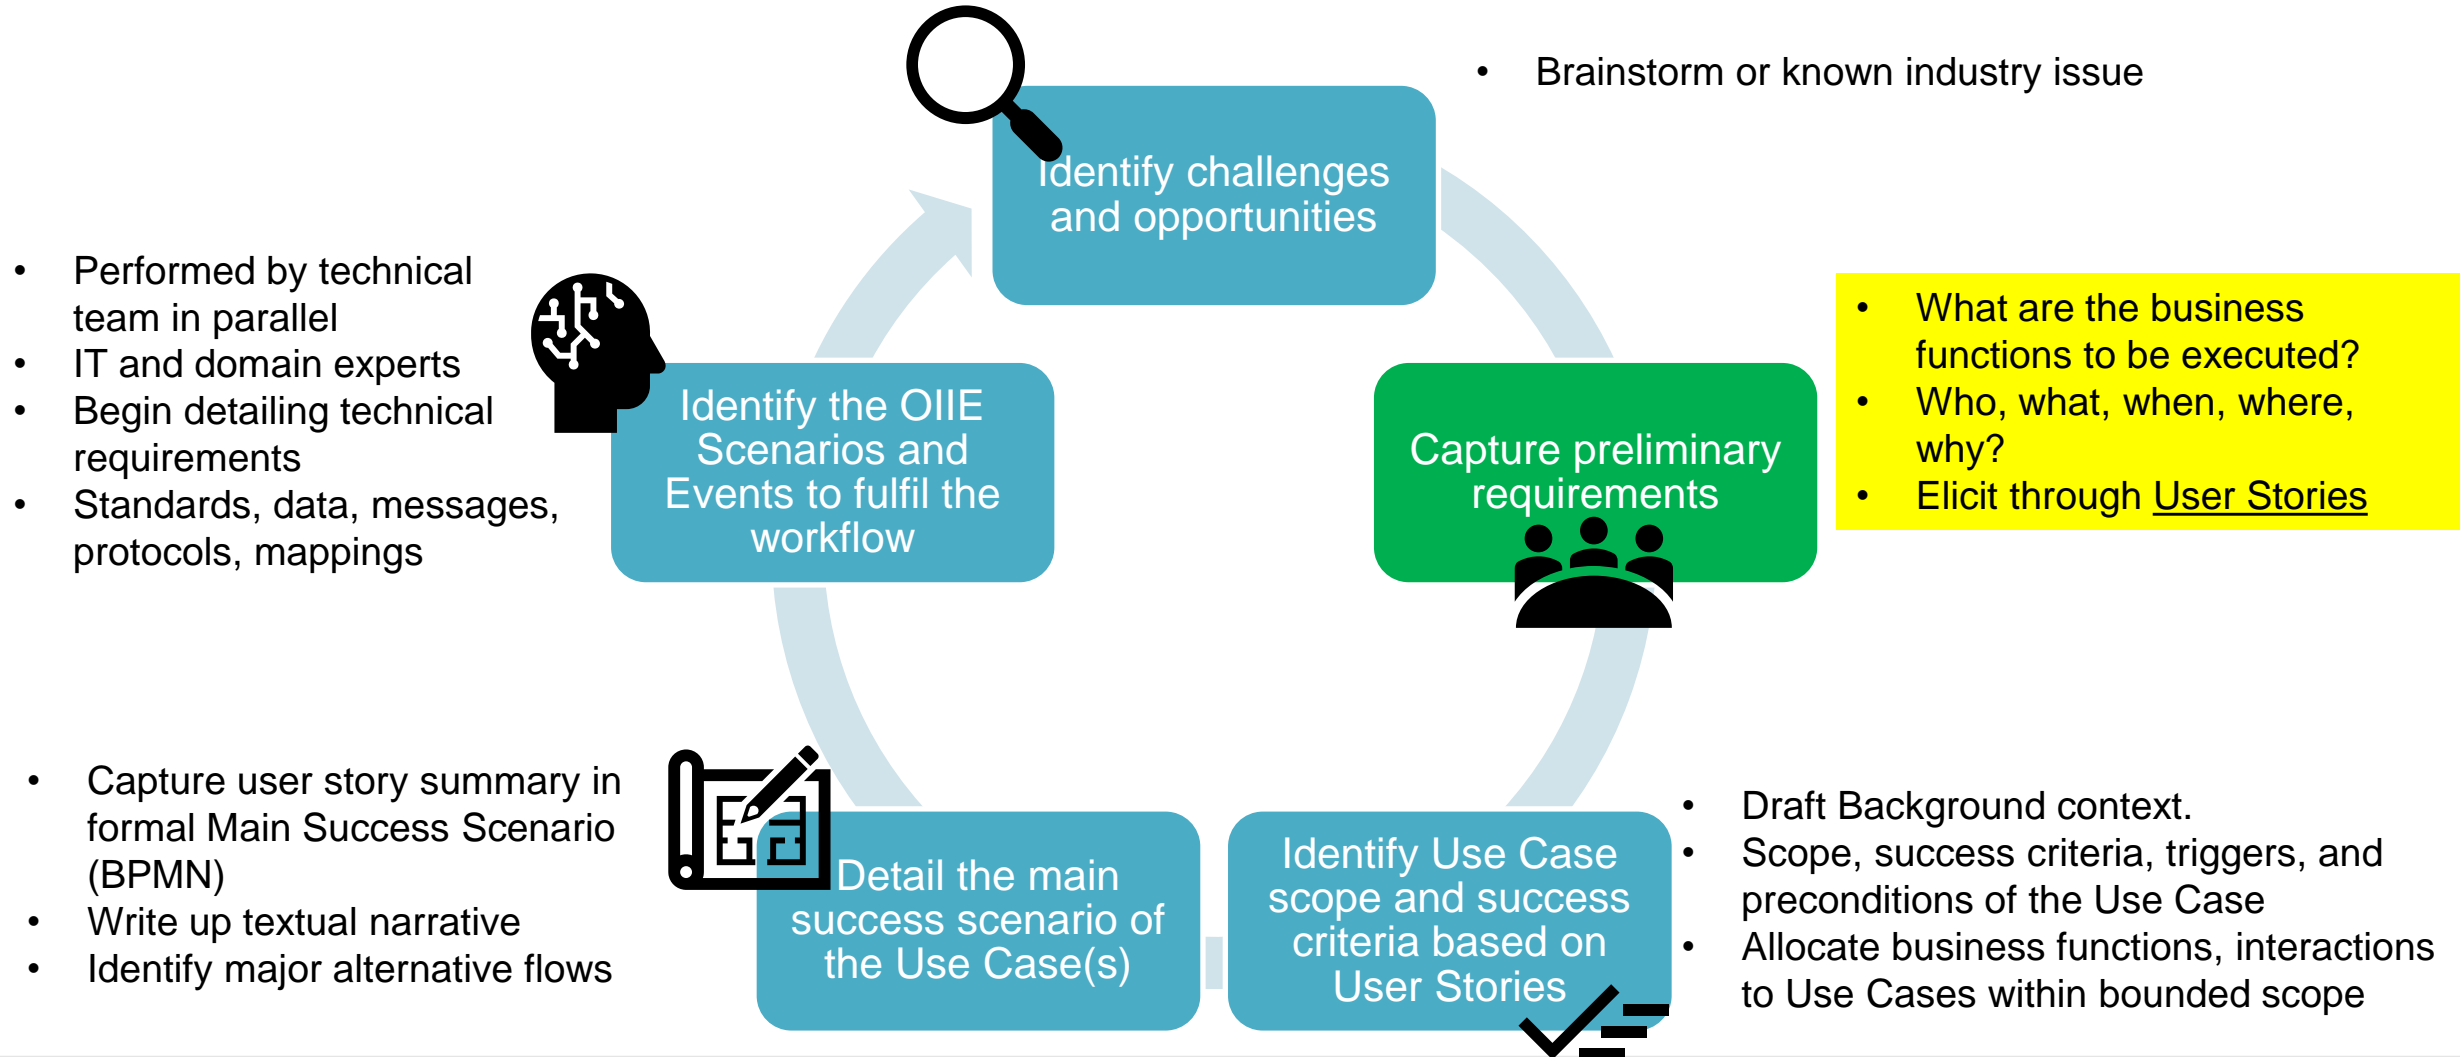 • Brainstorm or known industry issue
Identify challenges
and opportunities
• What are the business
functions to be executed?
• Who, what, when, where,
why?
• Elicit through User Stories
Capture preliminary
requirements
• Draft Background context.
• Scope, success criteria, triggers, and
preconditions of the Use Case
• Allocate business functions, interactions
to Use Cases within bounded scope
Identify Use Case
scope and success
criteria based on
User Stories
Detail the main
success scenario of
the Use Case(s)
• Capture user story summary in
formal Main Success Scenario
(BPMN)
• Write up textual narrative
• Identify major alternative flows
Identify the OIIE
Scenarios and
Events to fulfil the
workflow
• Performed by technical
team in parallel
• IT and domain experts
• Begin detailing technical
requirements
• Standards, data, messages,
protocols, mappings